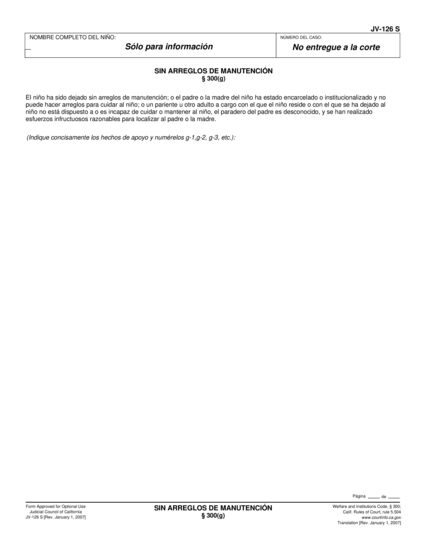 JV-126 S
NOMBRE COMPLETO DEL NIÑO:
NÚMERO DEL CASO:
Sólo para información
No entregue a la corte
SIN ARREGLOS DE MANUTENCIÓN
§ 300(g)
El niño ha sido dejado sin arreglos de manutención; o el padre o la madre del niño ha estado encarcelado o institucionalizado y no
puede hacer arreglos para cuidar al niño; o un pariente u otro adulto a cargo con el que el niño reside o con el que se ha dejado al
niño no está dispuesto a o es incapaz de cuidar o mantener al niño, el paradero del padre es desconocido, y se han realizado
esfuerzos infructuosos razonables para localizar al padre o la madre.
(Indique concisamente los hechos de apoyo y numérelos g-1,g-2, g-3, etc.):
Página ____ de ____
Form Approved for Optional Use
Judicial Council of California
JV-126 S [Rev. January 1, 2007]
SIN ARREGLOS DE MANUTENCIÓN
§ 300(g)
Welfare and Institutions Code, § 300;
Calif. Rules of Court, rule 5.504
www.courtinfo.ca.gov
Translation [Rev. January 1, 2007]